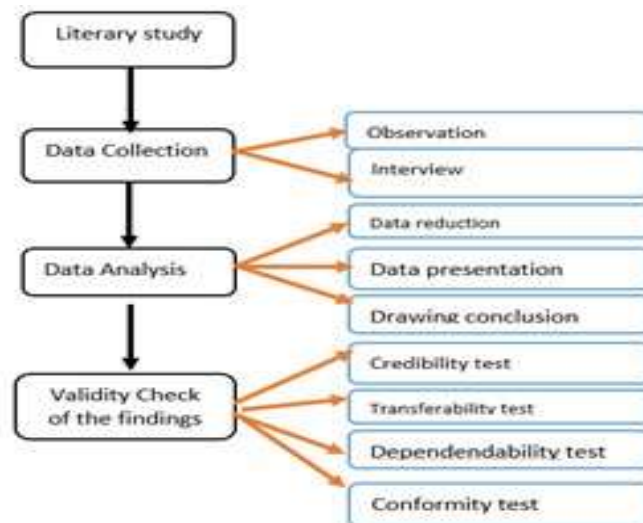 Literary study
Data Collection
Observation
Interview
Data Analysis
Data reduction
Data presentation
Drawing conclusion
Validity Check
of the findings
Credibility test
Transferability test
Dependendability test
Conformity test